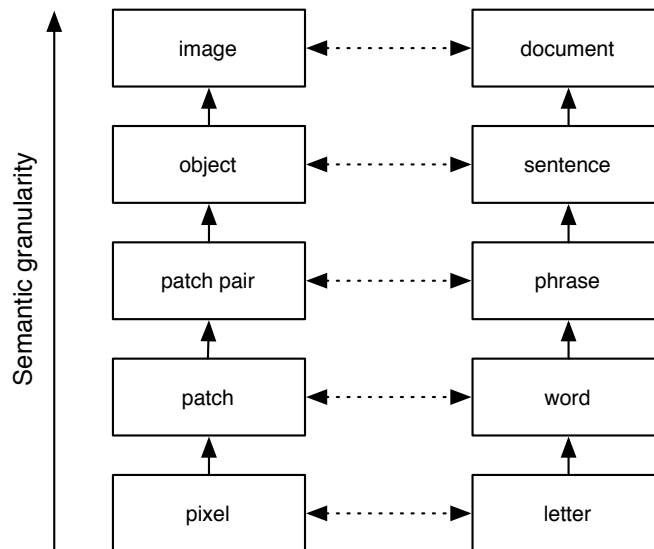 image
document
object
sentence
Semantic granularity
patch pair
phrase
patch
word
pixel
letter